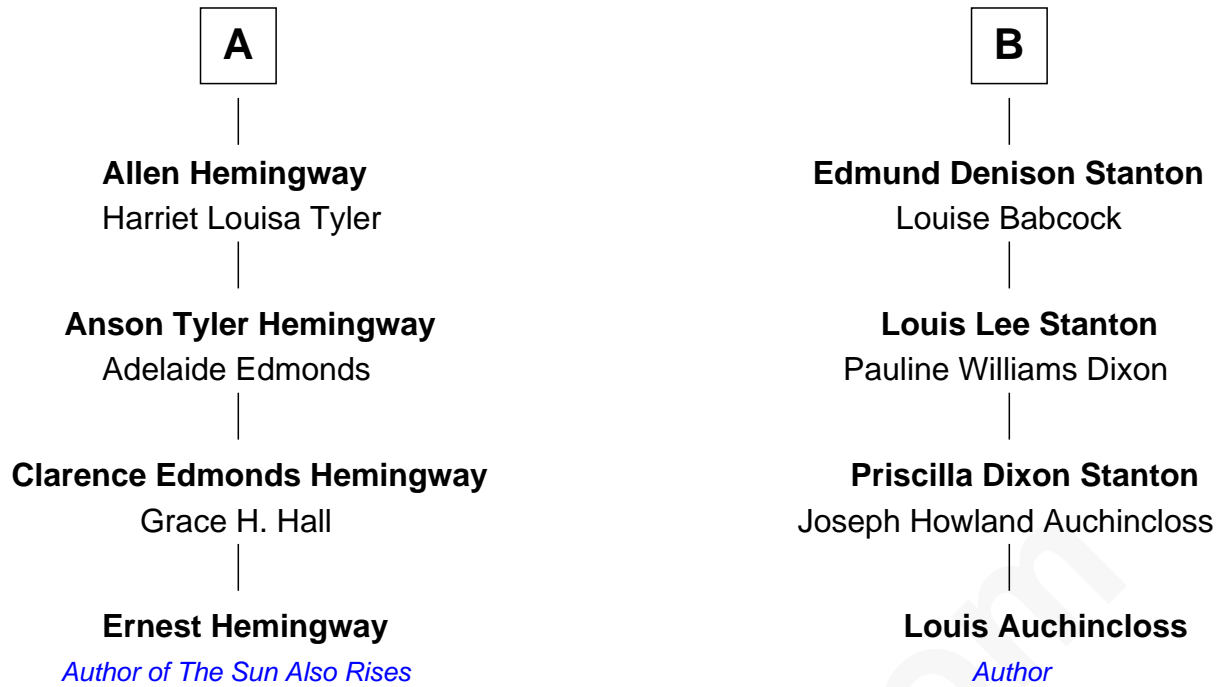 A
Allen Hemingway
Harriet Louisa Tyler
Anson Tyler Hemingway
Adelaide Edmonds
Clarence Edmonds Hemingway
Grace H. Hall
Ernest Hemingway
Author of The Sun Also Rises
B
Edmund Denison Stanton
Louise Babcock
Louis Lee Stanton
Pauline Williams Dixon
Priscilla Dixon Stanton
Joseph Howland Auchincloss
Louis Auchincloss
Author
om